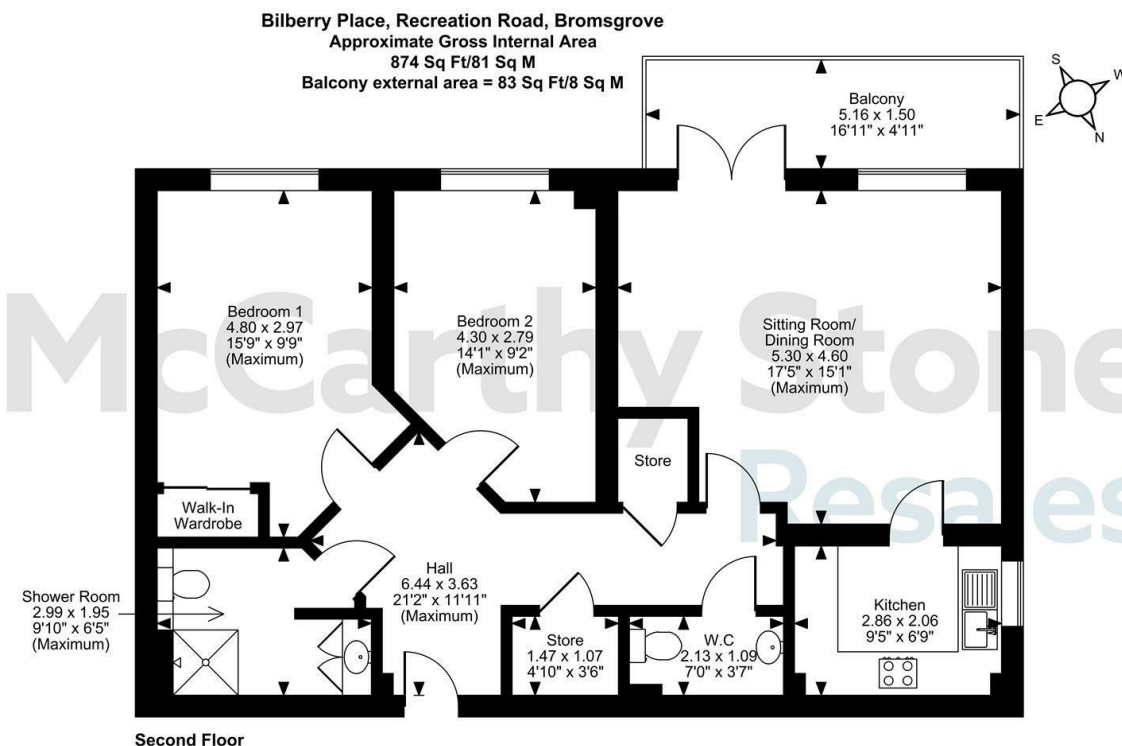 Bilberry Place, Recreation Road, Bromsgrove
Approximate Gross Internal Area
874 Sq Ft/81 Sq M
Balcony external area = 83 Sq Ft/8 Sq M
S
W
E
N
Balcony
5.16 x 1.50
16'11" x 4'11"
Bedroom 1
4.80 x 2.97
15'9" x 9'9"
(Maximum)
Bedroom 2
4.30 x 2.79
14'1" x 9'2"
(Maximum)
Sitting Room/
Dining Room
5.30 x 4.60
17'5" x 15'1"
(Maximum)
McCarthy Stone
Resales
Store
Walk-In
Wardrobe
Shower Room
2.99 x 1.95
9'10" x 6'5"
(Maximum)
Hall
6.44 x 3.63
21'2" x 11'11"
(Maximum)
Store
1.47 x 1.07
4'10" x 3'6"
W.C
2.13 x 1.09
7'0" x 3'7"
Kitchen
2.86 x 2.06
9'5" x 6'9"
Second Floor